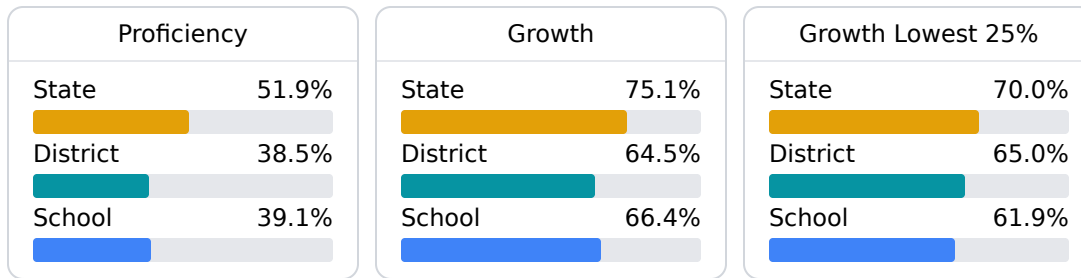 Proficiency
State 51.9%
District 38.5%
School 39.1%
Growth
State 75.1%
District 64.5%
School 66.4%
Growth Lowest 25%
State 70.0%
District 65.0%
School 61.9%